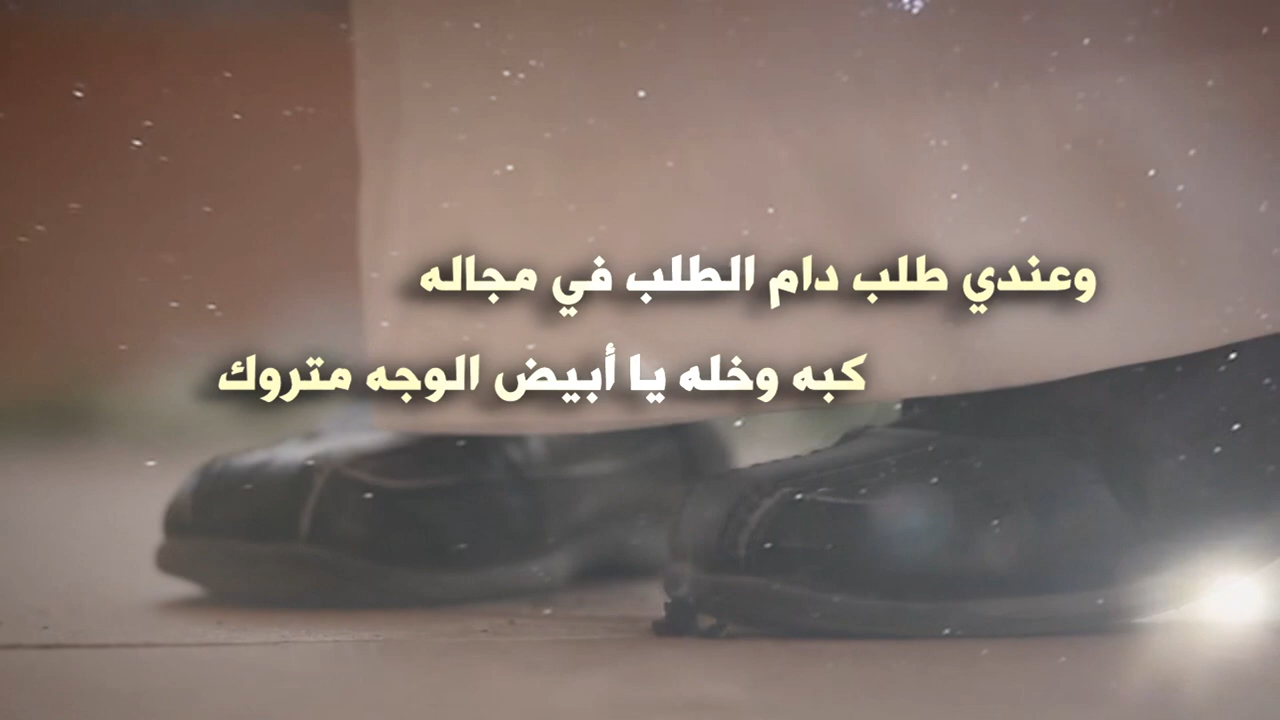 وعندي طلب دام الطلب في مجاله
كبه وخله يا أبيض الوجه متروك